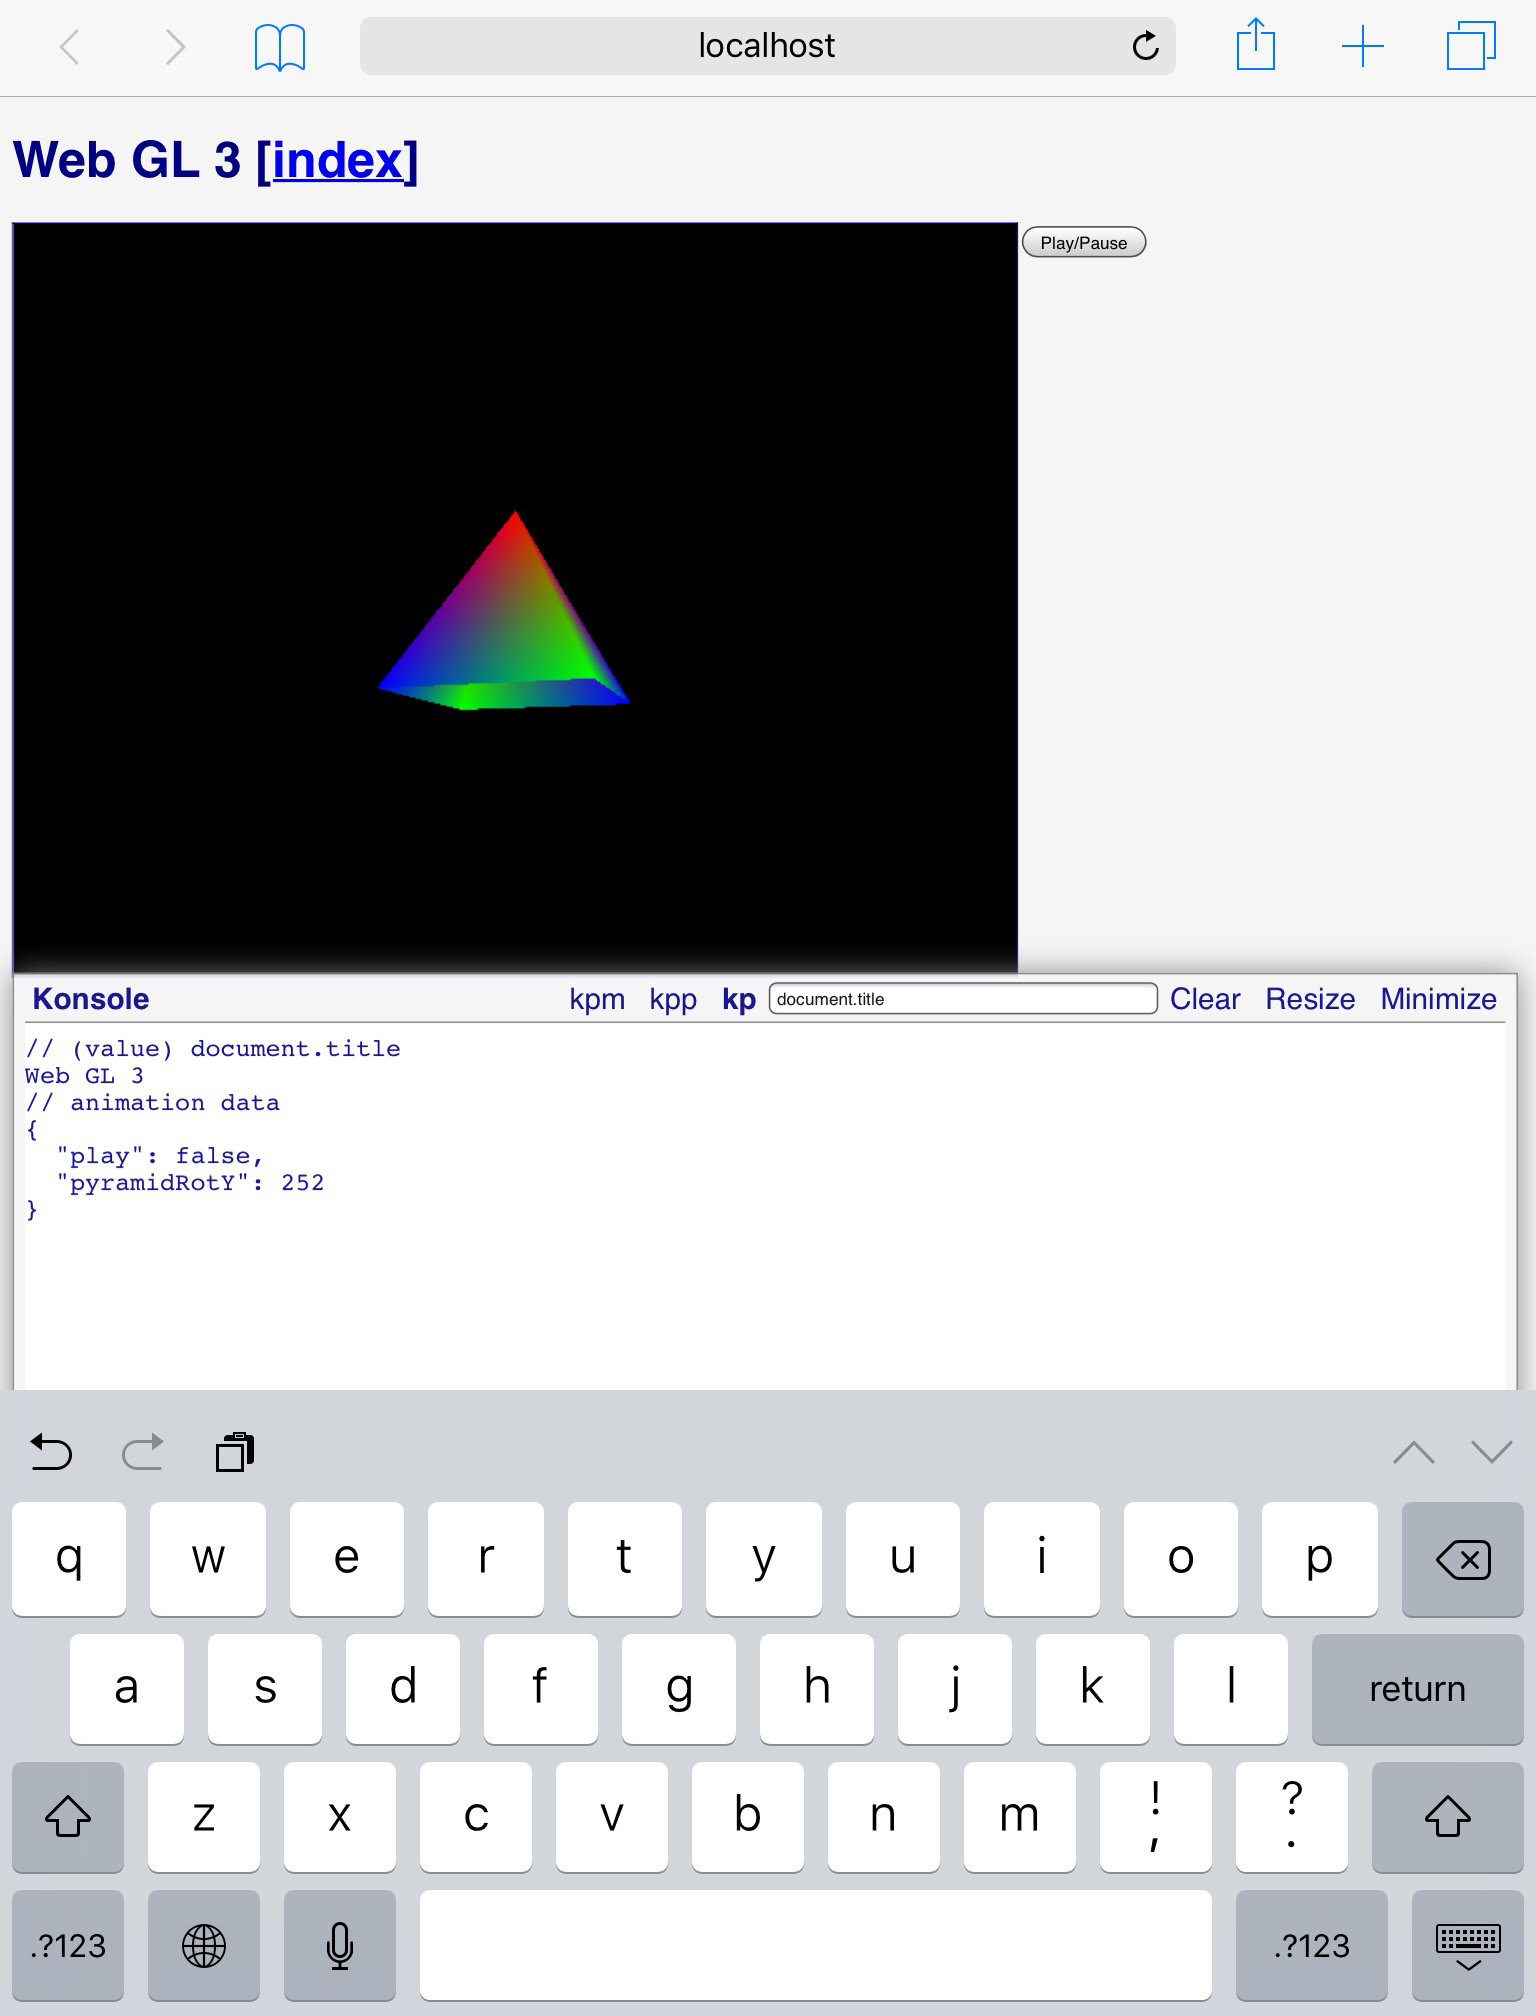 localhost
Web GL 3 [index]
Play/Pause
Konsole kpm kpp kp document.title Clear Resize Minimize
// (value) document.title
Web GL 3
// animation data
{
  "play": false,
  "pyramidRotY": 252
}
q w e r t y u i o p
a s d f g h j k l return
z x c v b n m ! , ? .
.?123 .?123